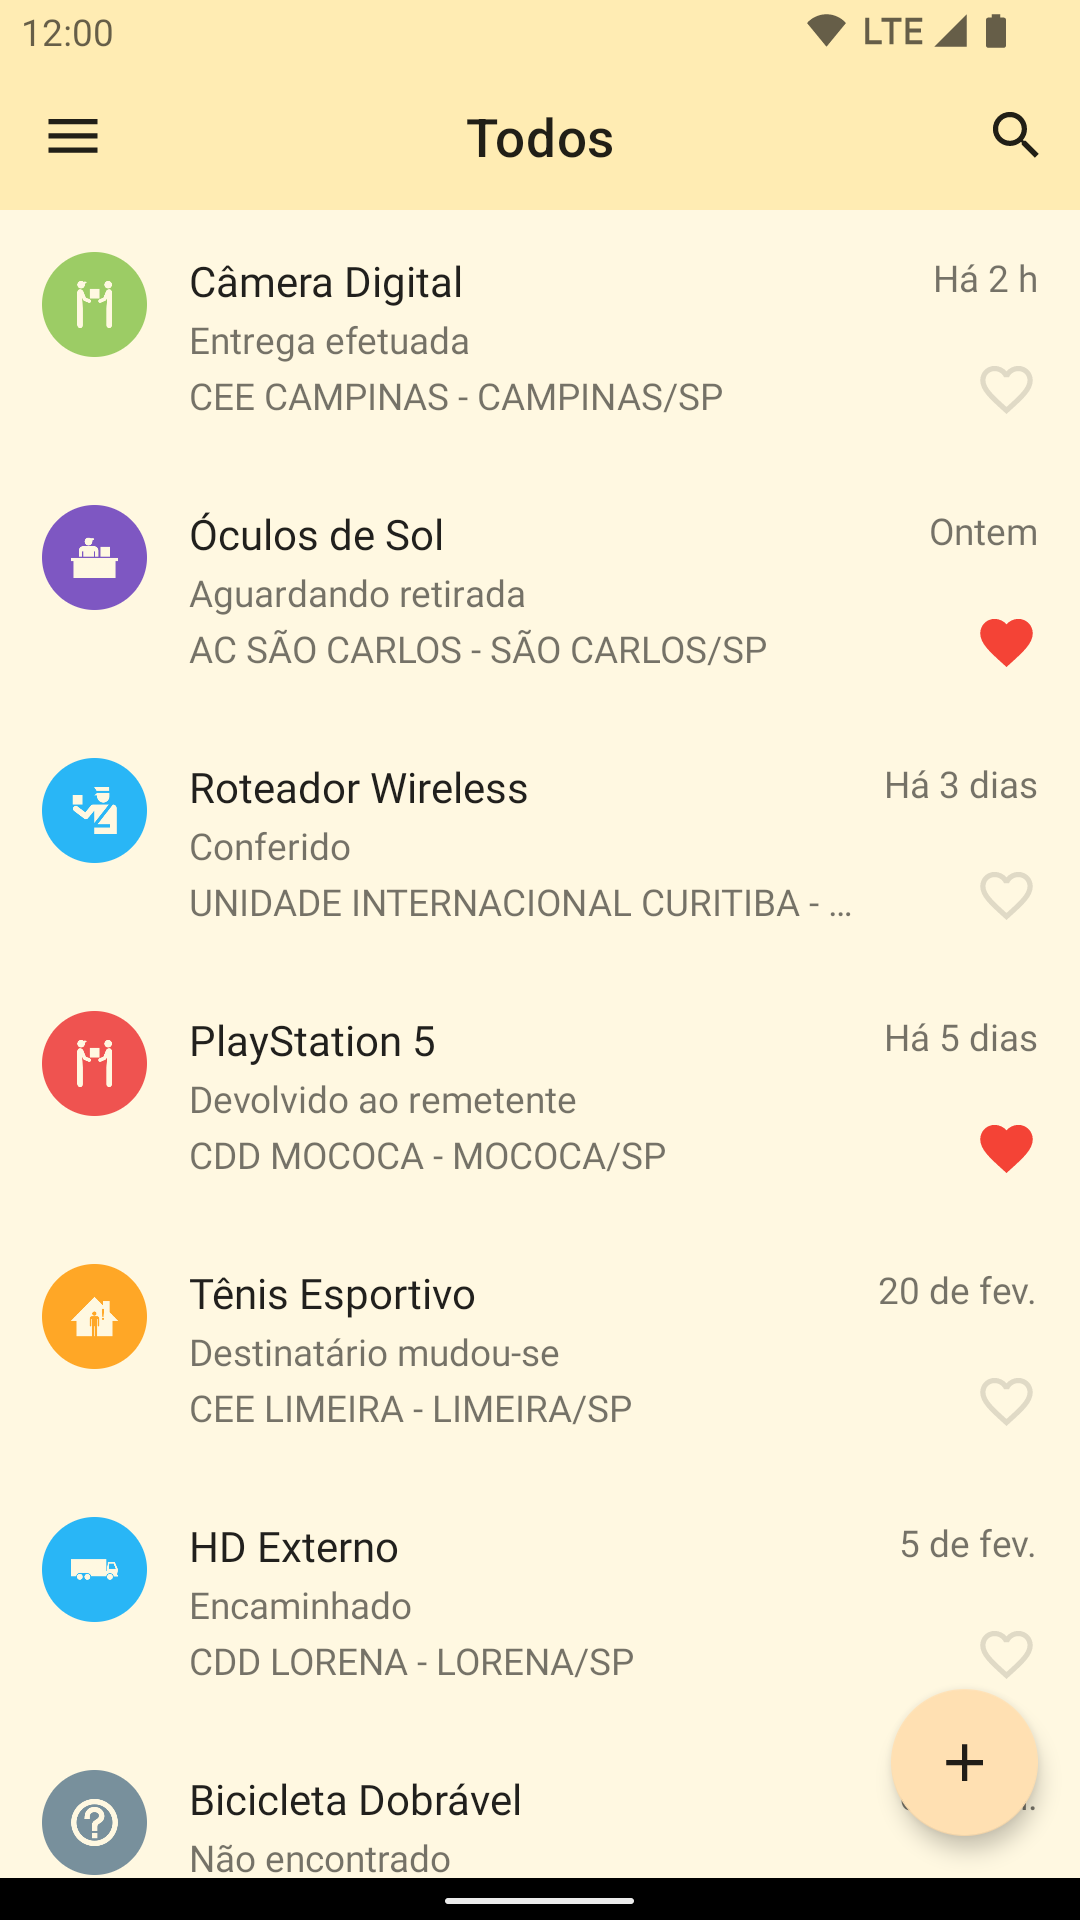 12:00
LTE
Todos
Câmera Digital
Há 2 h
Entrega efetuada
CEE CAMPINAS - CAMPINAS/SP
Óculos de Sol
Ontem
Aguardando retirada
AC SÃO CARLOS - SÃO CARLOS/SP
Roteador Wireless
Há 3 dias
Conferido
UNIDADE INTERNACIONAL CURITIBA - ...
PlayStation 5
Há 5 dias
Devolvido ao remetente
CDD MOCOCA - MOCOCA/SP
Tênis Esportivo
20 de fev.
Destinatário mudou-se
CEE LIMEIRA - LIMEIRA/SP
HD Externo
5 de fev.
Encaminhado
CDD LORENA - LORENA/SP
Bicicleta Dobrável
Não encontrado